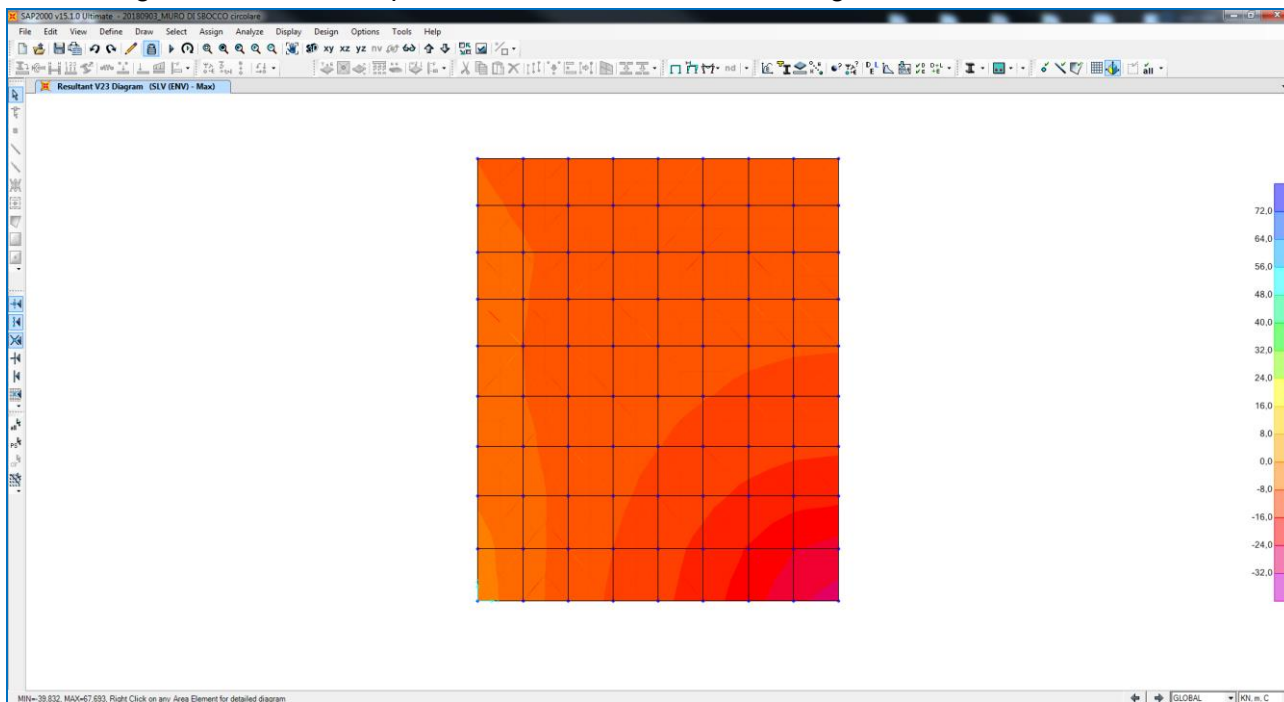 SAP2000 v15.1.0 Ultimate - 20180903_MURO DI SBOCCO circolare
File Edit View Define Draw Select Assign Analyze Display Design Options Tools Help
xy xz yz nv
nd
all
Resultant V23 Diagram (SLV (ENV) - Max)
72,0
64,0
56,0
48,0
40,0
32,0
24,0
16,0
8,0
0,0
-8,0
-16,0
-24,0
-32,0
all
MIN=-39.832, MAX=67.693, Right Click on any Area Element for detailed diagram
GLOBAL
KN, m, C